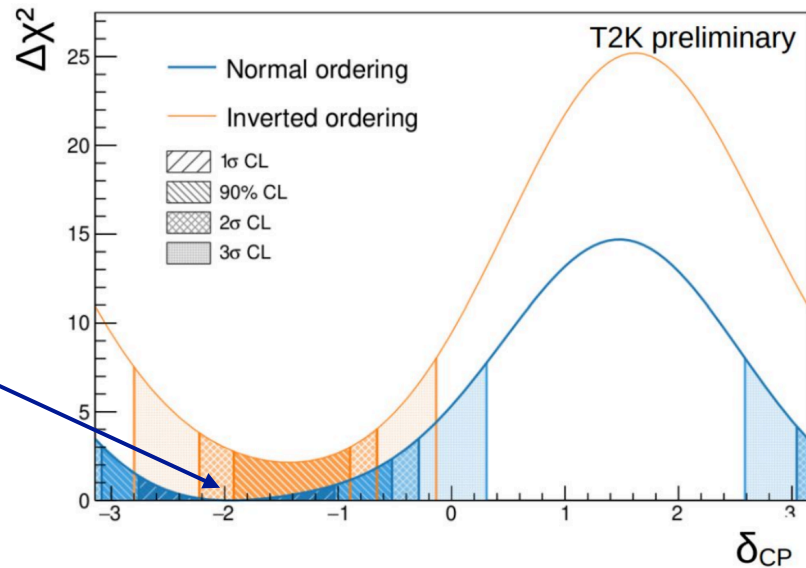 Δχ²
T2K preliminary
25
20
15
10
5
0
Normal ordering
Inverted ordering
1σ CL
90% CL
2σ CL
3σ CL
−3 −2 −1 0 1 2 3
δCP